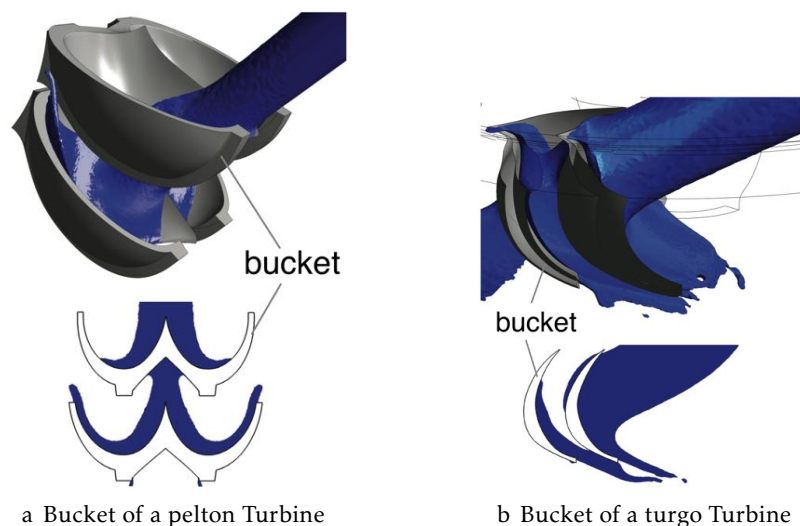 bucket
bucket
a Bucket of a pelton Turbine
b Bucket of a turgo Turbine